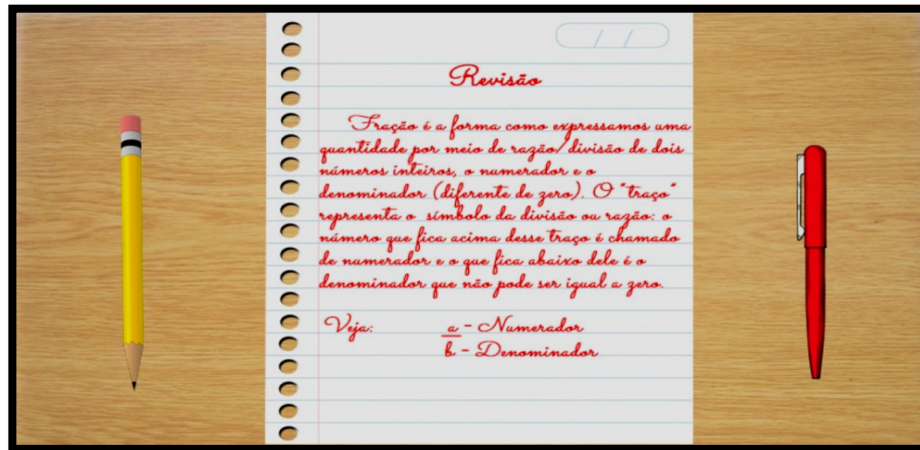 / /
Revisão
Fração é a forma como expressamos uma
quantidade por meio de razão/divisão de dois
números inteiros, o numerador e o
denominador (diferente de zero). O "traço"
representa o símbolo da divisão ou razão: o
número que fica acima desse traço é chamado
de numerador e o que fica abaixo dele é o
denominador que não pode ser igual a zero.
Veja: a - Numerador
b - Denominador